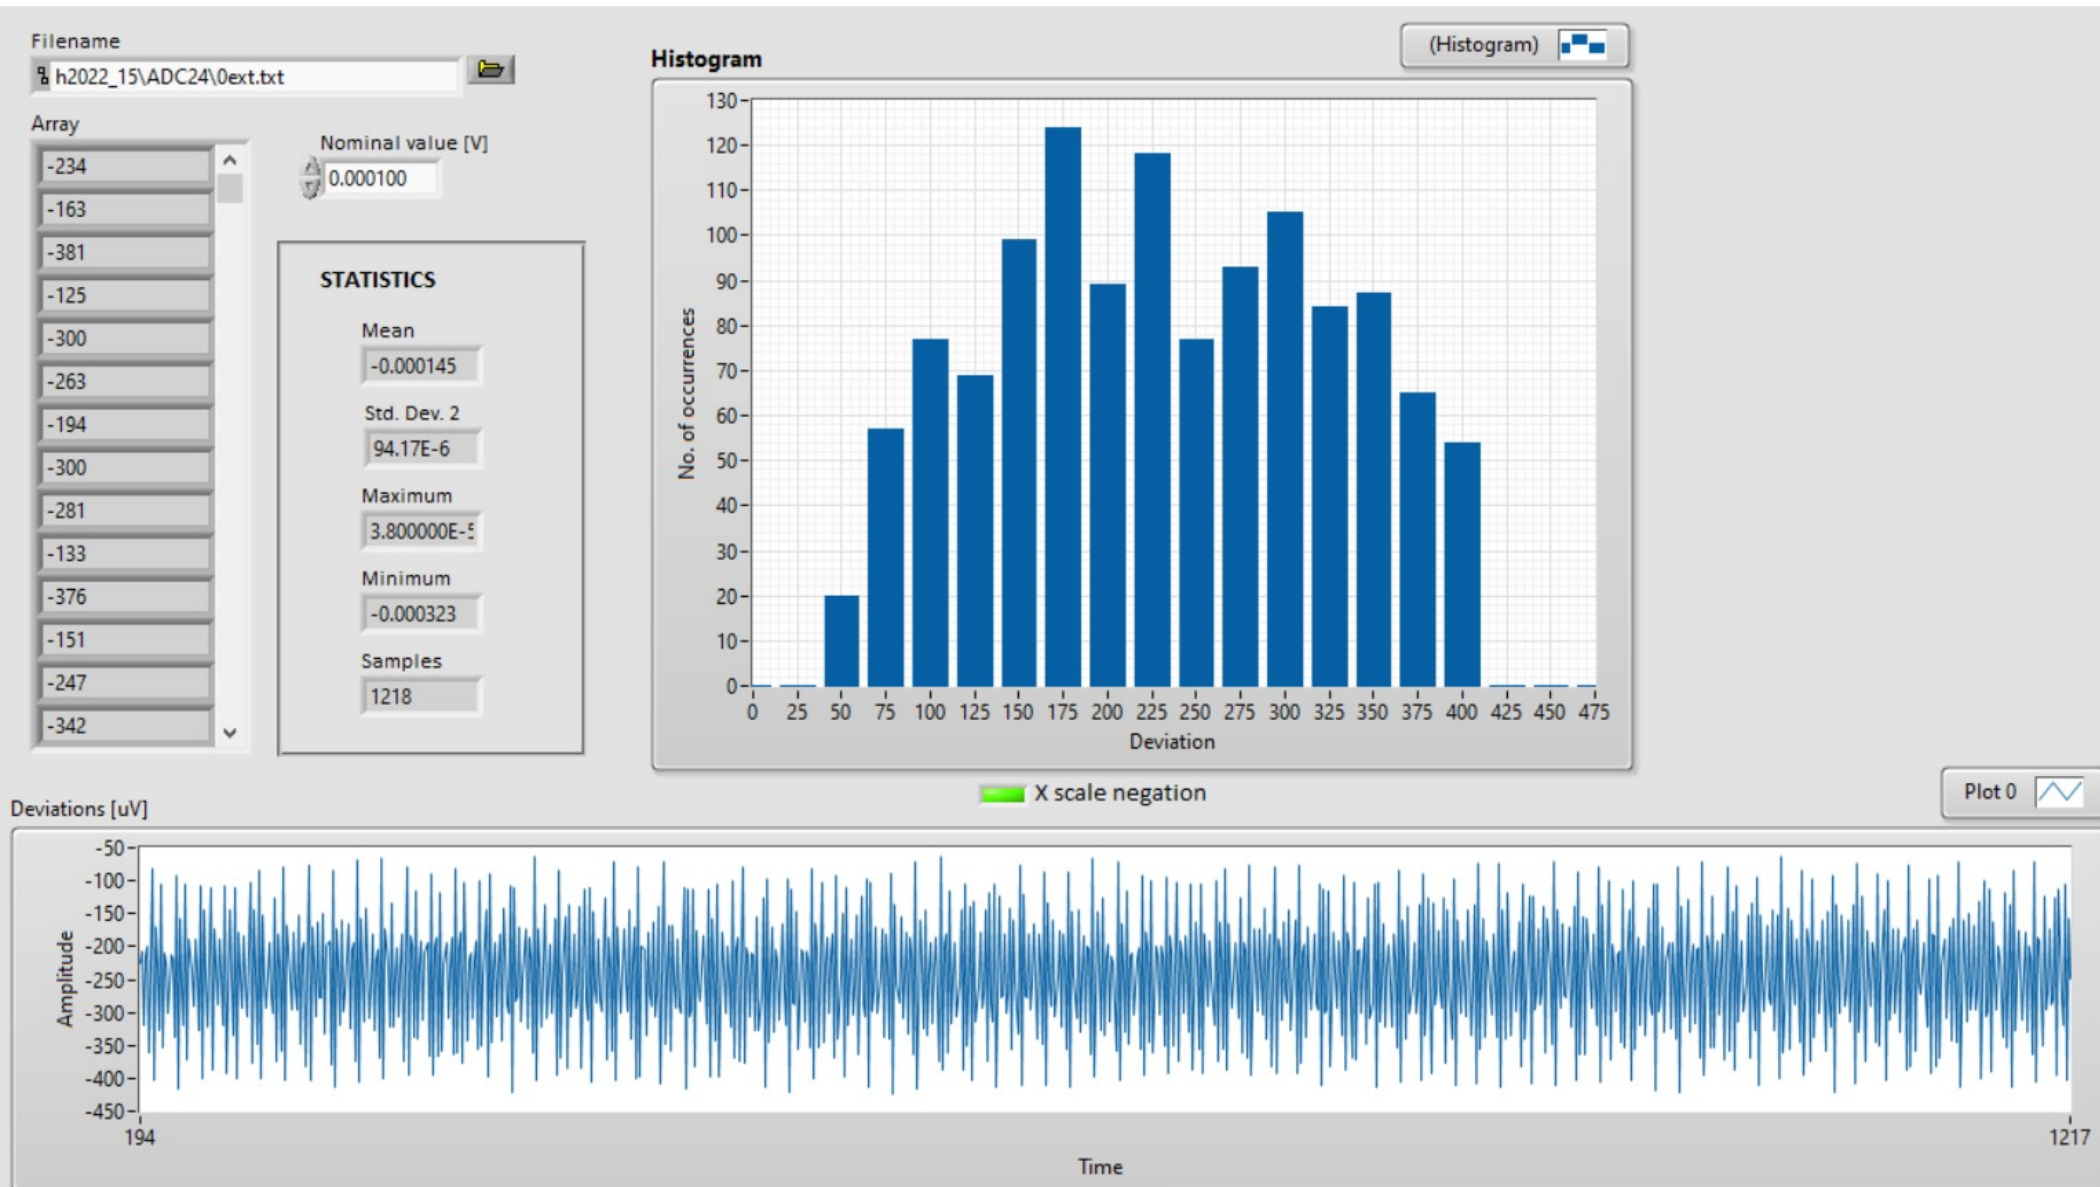 Filename
h2022_15\ADC24\0ext.txt
Array
-234
-163
-381
-125
-300
-263
-194
-300
-281
-133
-376
-151
-247
-342
Nominal value [V]
0.000100
STATISTICS
Mean
-0.000145
Std. Dev. 2
94.17E-6
Maximum
3.800000E-5
Minimum
-0.000323
Samples
1218
Histogram
(Histogram)
130
120
110
100
90
80
70
60
50
40
30
20
10
0
No. of occurrences
0 25 50 75 100 125 150 175 200 225 250 275 300 325 350 375 400 425 450 475
Deviation
X scale negation
Plot 0
Deviations [uV]
-50
-100
-150
-200
-250
-300
-350
-400
-450
Amplitude
194 1217
Time